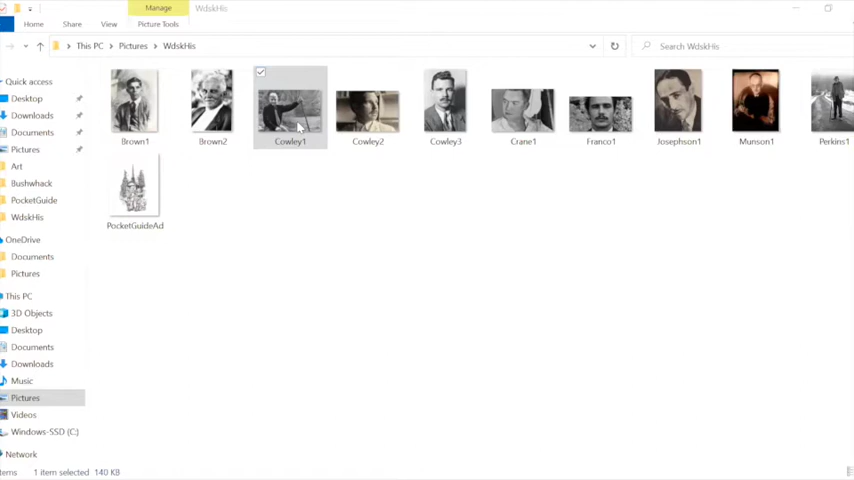 Manage
WdskHis
Home
Share
View
Picture Tools
This PC
Pictures
WdskHis
Search WdskHis
Quick access
Desktop
Downloads
Documents
Pictures
Art
Bushwhack
PocketGuide
WdskHis
OneDrive
Documents
Pictures
This PC
3D Objects
Desktop
Documents
Downloads
Music
Pictures
Videos
Windows-SSD (C:)
Network
Brown1
Brown2
Cowley1
Cowley2
Cowley3
Crane1
Franco1
Josephson1
Munson1
Perkins1
PocketGuideAd
tems
1 item selected
140 KB